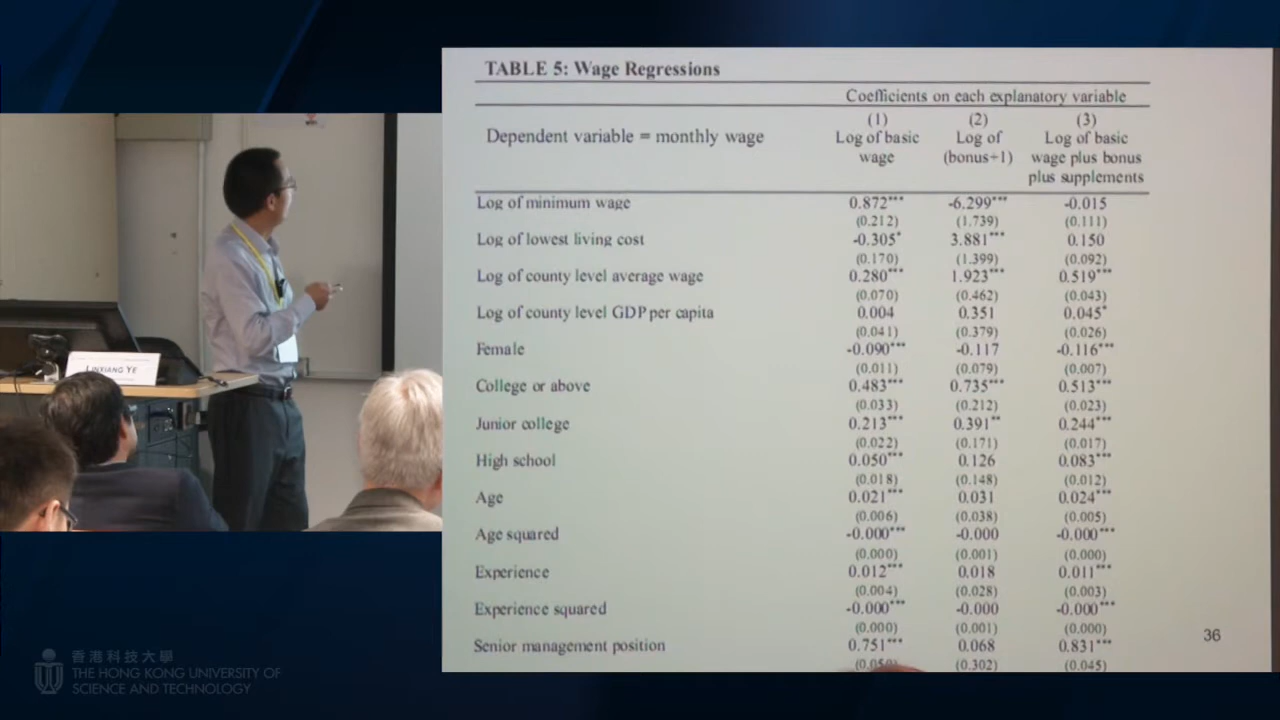 TABLE 5: Wage Regressions
Coefficients on each explanatory variable
Dependent variable = monthly wage
(1) (2) (3)
Log of basic Log of Log of basic
wage (bonus+1) wage plus bonus
plus supplements
Log of minimum wage 0.872*** -6.299*** -0.015
(0.212) (1.739) (0.111)
Log of lowest living cost -0.305* 3.881*** 0.150
(0.170) (1.399) (0.092)
Log of county level average wage 0.280*** 1.923*** 0.519***
(0.070) (0.462) (0.043)
Log of county level GDP per capita 0.004 0.351 0.045*
(0.041) (0.379) (0.026)
Female -0.090*** -0.117 -0.116***
(0.011) (0.079) (0.007)
College or above 0.483*** 0.735*** 0.513***
(0.033) (0.212) (0.023)
Junior college 0.213*** 0.391** 0.244***
(0.022) (0.171) (0.017)
High school 0.050*** 0.126 0.083***
(0.018) (0.148) (0.012)
Age 0.021*** 0.031 0.024***
(0.006) (0.038) (0.005)
Age squared -0.000*** -0.000 -0.000***
(0.000) (0.001) (0.000)
Experience 0.012*** 0.018 0.011***
(0.004) (0.028) (0.003)
Experience squared -0.000*** -0.000 -0.000***
(0.000) (0.001) (0.000)
Senior management position 0.751*** 0.068 0.831***
(0.302) (0.045)
36
LINXIANG YE
香港科技大學
THE HONG KONG UNIVERSITY OF
SCIENCE AND TECHNOLOGY